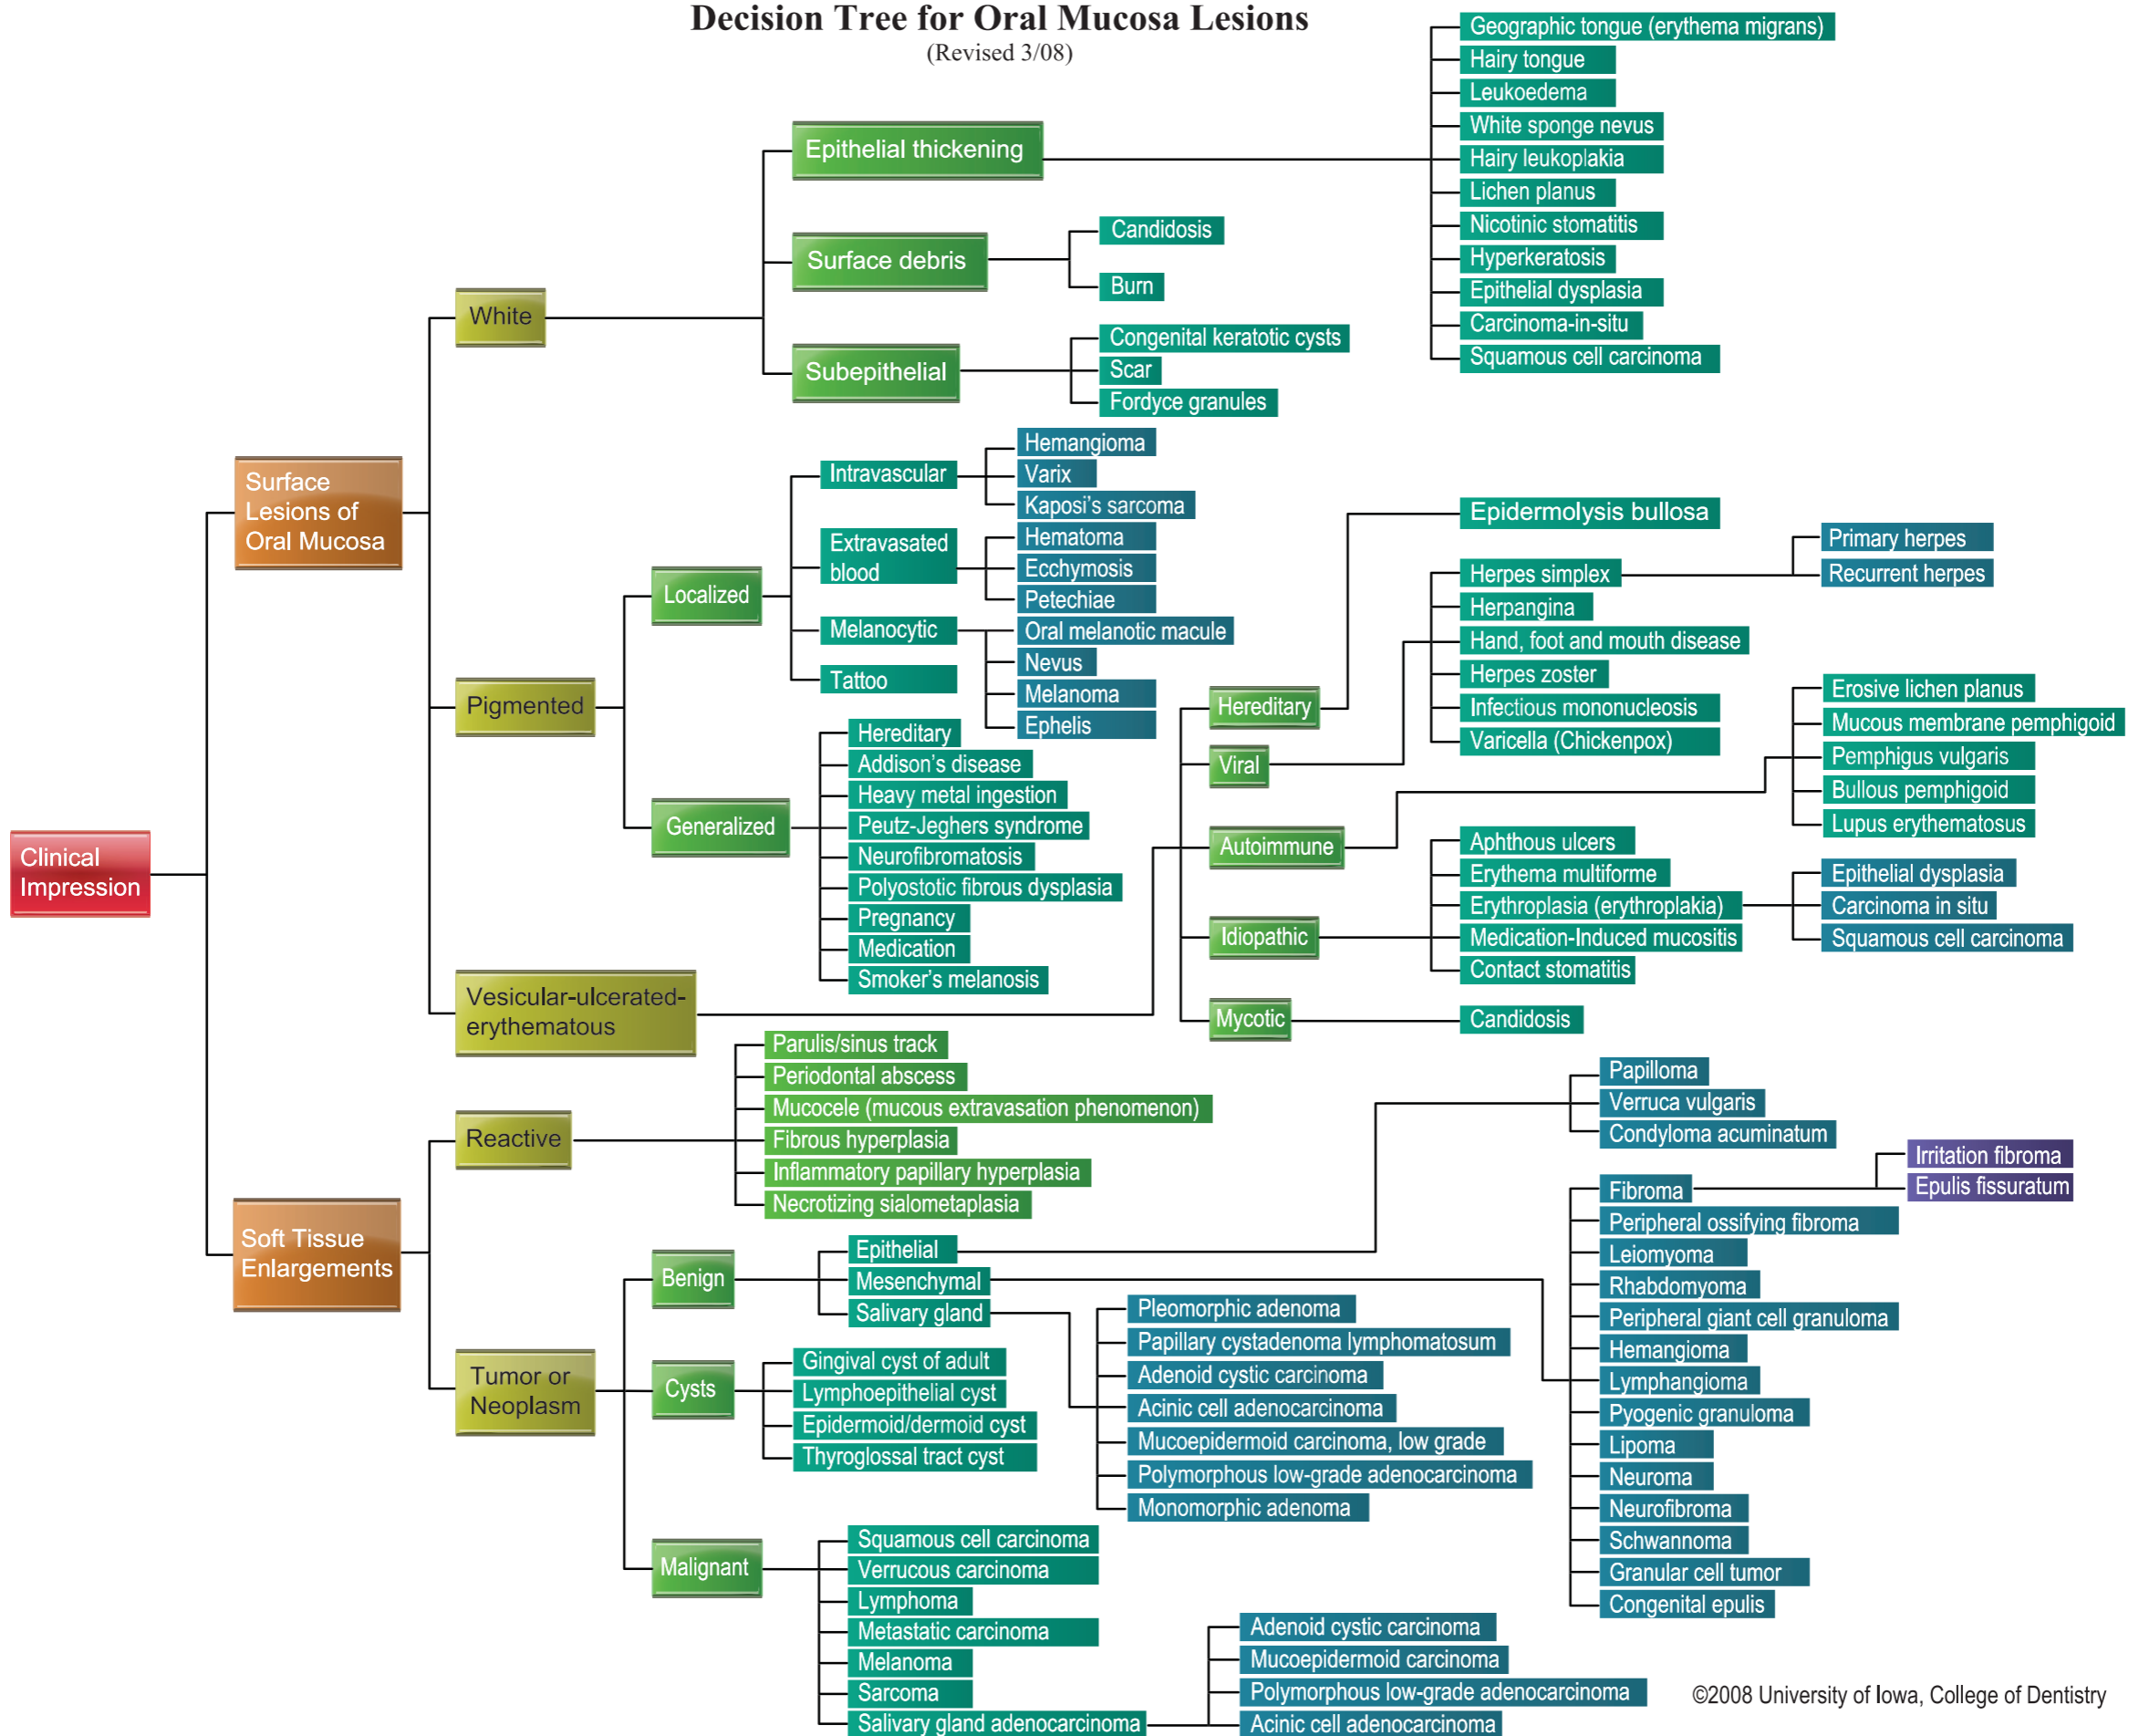 Decision Tree for Oral Mucosa Lesions
(Revised 3/08)
Clinical
Impression
Surface
Lesions of
Oral Mucosa
White
Epithelial thickening
Geographic tongue (erythema migrans)
Hairy tongue
Leukoedema
White sponge nevus
Hairy leukoplakia
Lichen planus
Nicotinic stomatitis
Hyperkeratosis
Epithelial dysplasia
Carcinoma-in-situ
Squamous cell carcinoma
Surface debris
Candidosis
Burn
Subepithelial
Congenital keratotic cysts
Scar
Fordyce granules
Pigmented
Localized
Intravascular
Hemangioma
Varix
Kaposi's sarcoma
Extravasated
blood
Hematoma
Ecchymosis
Petechiae
Melanocytic
Oral melanotic macule
Nevus
Melanoma
Ephelis
Tattoo
Generalized
Hereditary
Addison's disease
Heavy metal ingestion
Peutz-Jeghers syndrome
Neurofibromatosis
Polyostotic fibrous dysplasia
Pregnancy
Medication
Smoker's melanosis
Vesicular-ulcerated-
erythematous
Hereditary
Epidermolysis bullosa
Viral
Herpes simplex
Primary herpes
Recurrent herpes
Herpangina
Hand, foot and mouth disease
Herpes zoster
Infectious mononucleosis
Varicella (Chickenpox)
Autoimmune
Erosive lichen planus
Mucous membrane pemphigoid
Pemphigus vulgaris
Bullous pemphigoid
Lupus erythematosus
Idiopathic
Aphthous ulcers
Erythema multiforme
Erythroplasia (erythroplakia)
Epithelial dysplasia
Carcinoma in situ
Squamous cell carcinoma
Medication-Induced mucositis
Contact stomatitis
Mycotic
Candidosis
Soft Tissue
Enlargements
Reactive
Parulis/sinus track
Periodontal abscess
Mucocele (mucous extravasation phenomenon)
Fibrous hyperplasia
Inflammatory papillary hyperplasia
Necrotizing sialometaplasia
Tumor or
Neoplasm
Benign
Epithelial
Papilloma
Verruca vulgaris
Condyloma acuminatum
Mesenchymal
Fibroma
Irritation fibroma
Epulis fissuratum
Peripheral ossifying fibroma
Leiomyoma
Rhabdomyoma
Peripheral giant cell granuloma
Hemangioma
Lymphangioma
Pyogenic granuloma
Lipoma
Neuroma
Neurofibroma
Schwannoma
Granular cell tumor
Congenital epulis
Salivary gland
Pleomorphic adenoma
Papillary cystadenoma lymphomatosum
Adenoid cystic carcinoma
Acinic cell adenocarcinoma
Mucoepidermoid carcinoma, low grade
Polymorphous low-grade adenocarcinoma
Monomorphic adenoma
Cysts
Gingival cyst of adult
Lymphoepithelial cyst
Epidermoid/dermoid cyst
Thyroglossal tract cyst
Malignant
Squamous cell carcinoma
Verrucous carcinoma
Lymphoma
Metastatic carcinoma
Melanoma
Sarcoma
Salivary gland adenocarcinoma
Adenoid cystic carcinoma
Mucoepidermoid carcinoma
Polymorphous low-grade adenocarcinoma
Acinic cell adenocarcinoma
©2008 University of Iowa, College of Dentistry